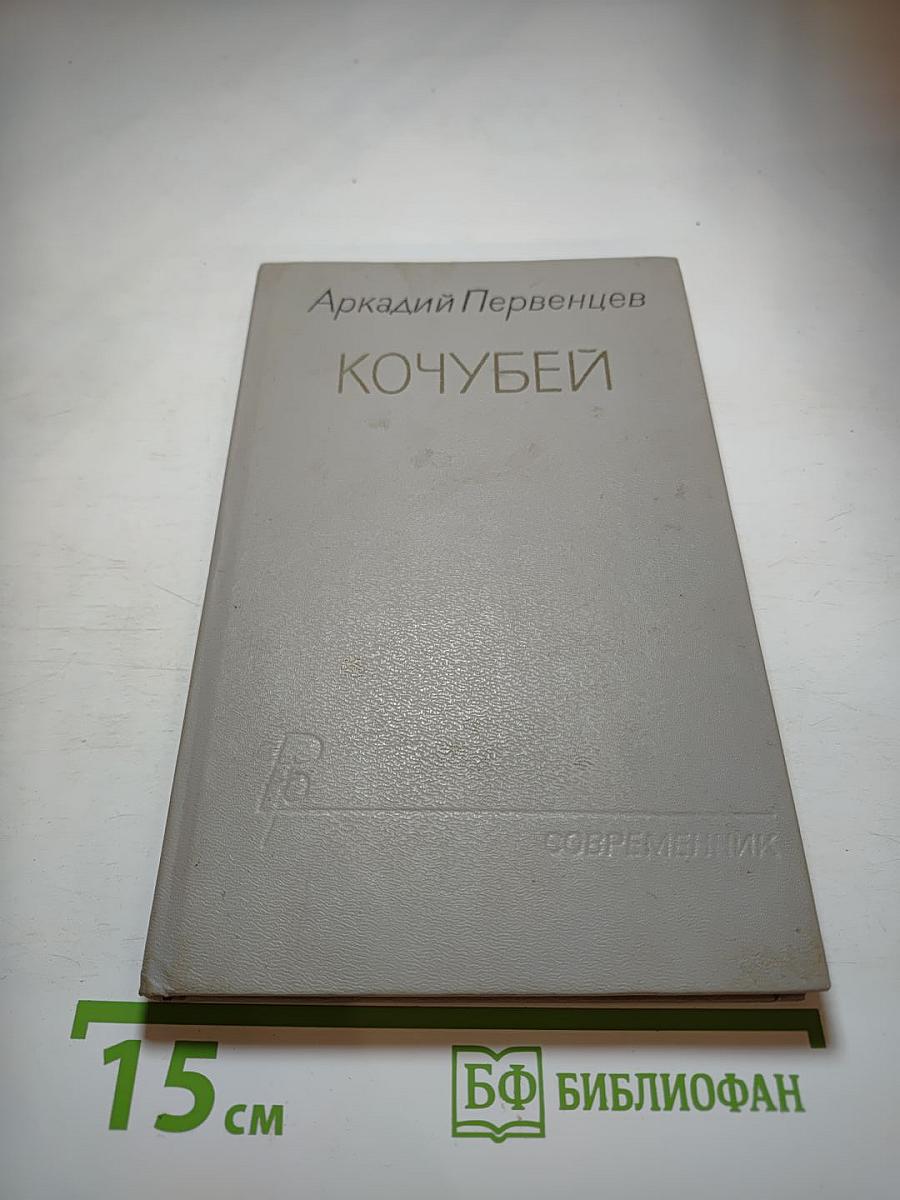 Аркадий Первенцев
КОЧУБЕЙ
СОВРЕМЕННИК
15 см
БФ БИБЛИОФАН